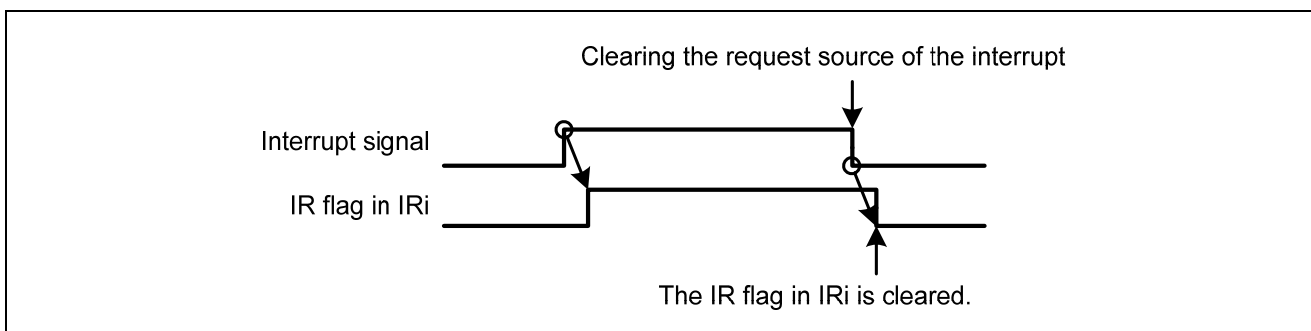 Clearing the request source of the interrupt
Interrupt signal
IR flag in IRi
The IR flag in IRi is cleared.